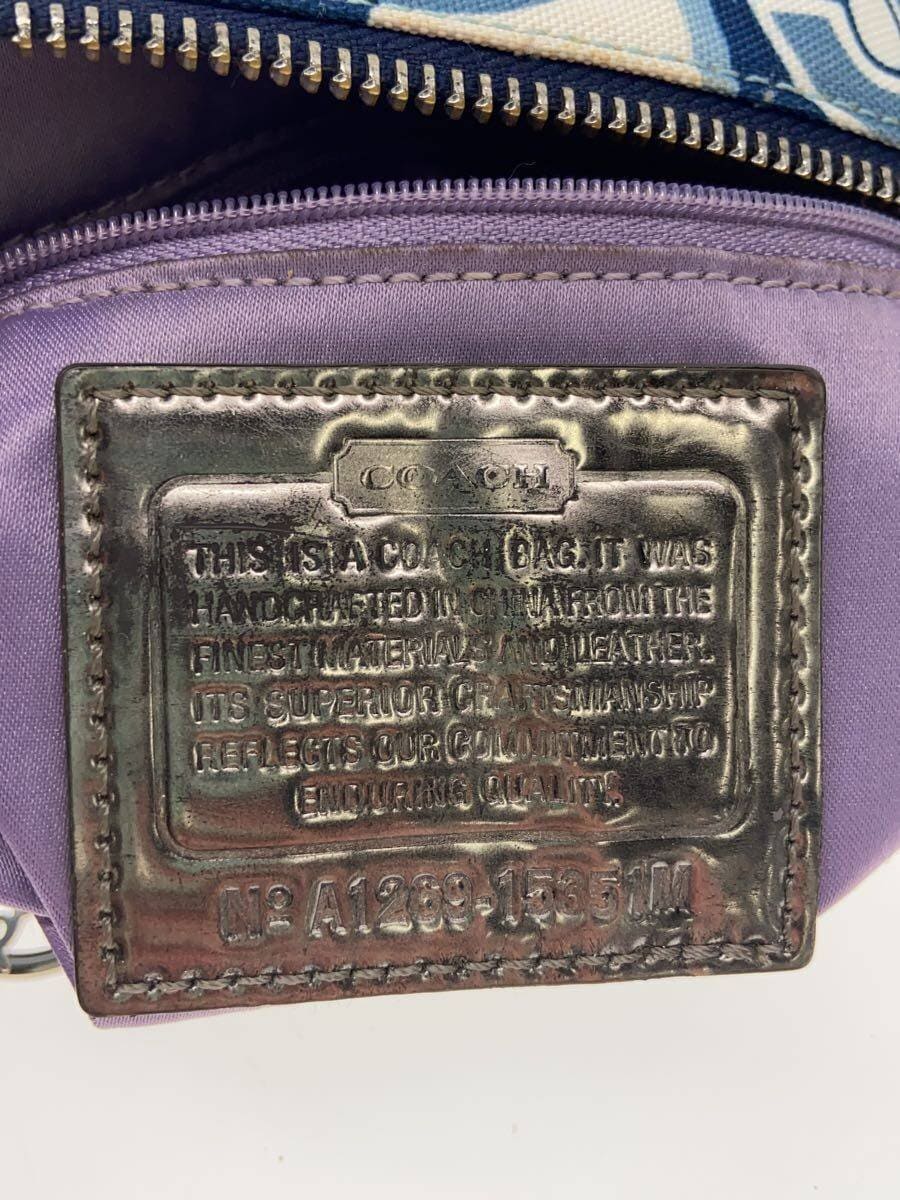 COACH
THIS IS A COACH BAG. IT WAS
HANDCRAFTED IN CHINA FROM THE
FINEST MATERIALS AND LEATHER.
ITS SUPERIOR CRAFTSMANSHIP
REFLECTS OUR COMMITMENT TO
ENDURING QUALITY.
Nº A1269-15351M